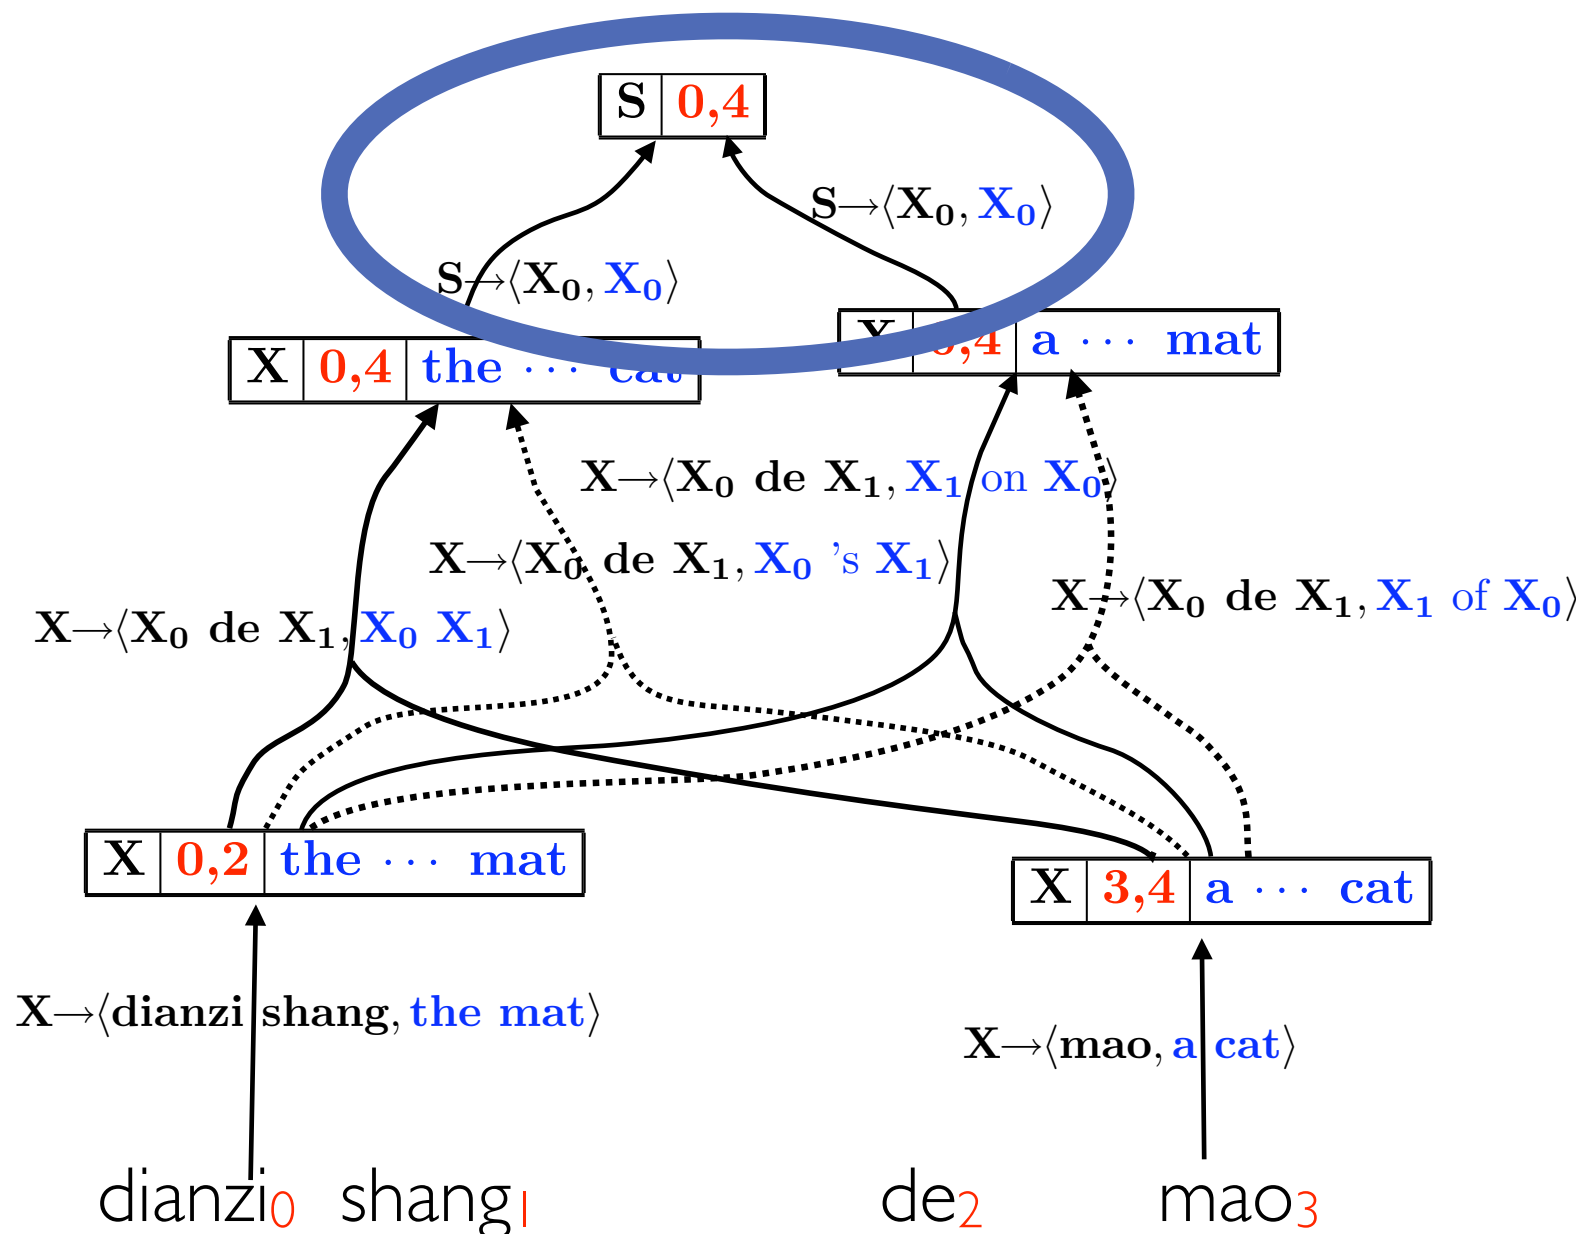 S 0,4
S→⟨X₀, X₀⟩
S→⟨X₀, X₀⟩
X 0,4 the ··· cat
X 0,4 a ··· mat
X→⟨X₀ de X₁, X₁ on X₀⟩
X→⟨X₀ de X₁, X₀ 's X₁⟩
X→⟨X₀ de X₁, X₁ of X₀⟩
X→⟨X₀ de X₁, X₀ X₁⟩
X 0,2 the ··· mat
X 3,4 a ··· cat
X→⟨dianzi shang, the mat⟩
X→⟨mao, a cat⟩
dianzi₀ shang₁ de₂ mao₃